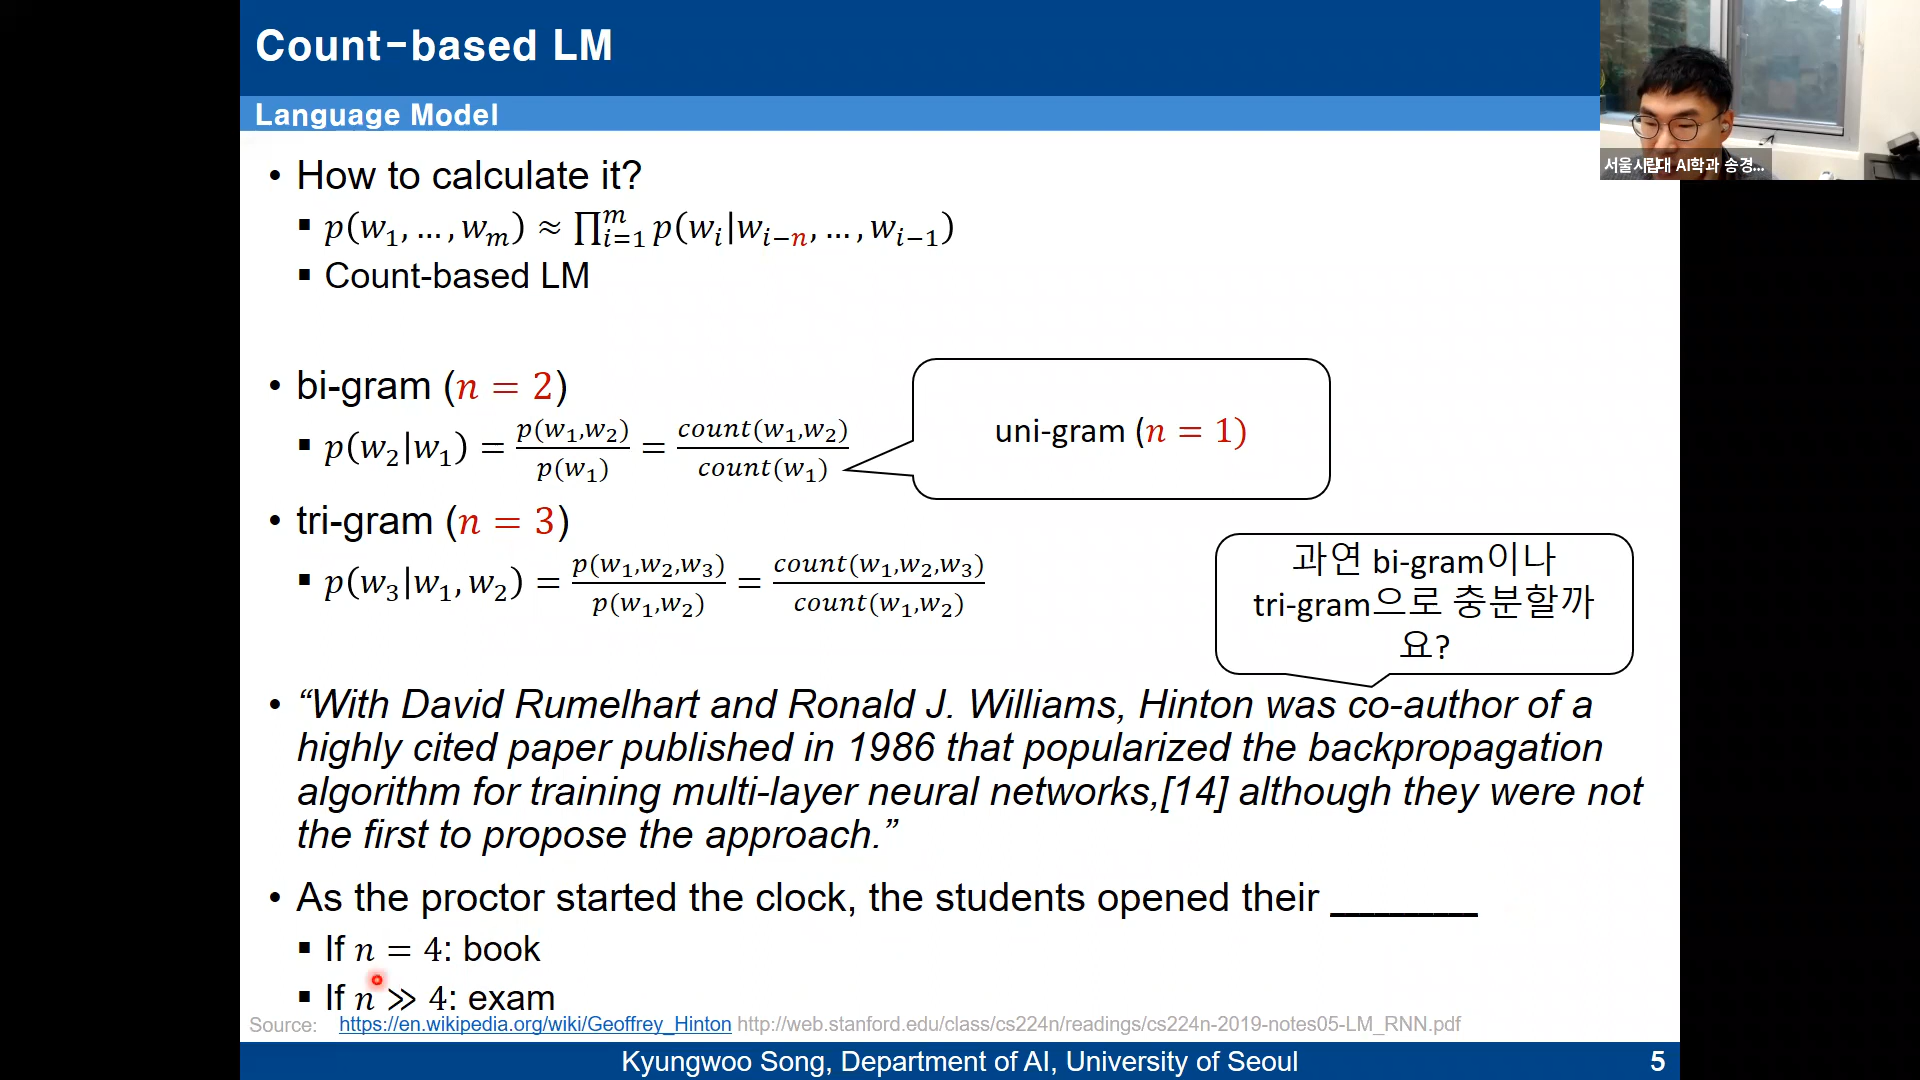 Count-based LM
Language Model
서울시립대 AI학과 송경...
• How to calculate it?
▪ p(w₁, … , wₘ) ≈ ∏ᵢ₌₁ᵐ p(wᵢ|wᵢ₋ₙ, … , wᵢ₋₁)
▪ Count-based LM
• bi-gram (n = 2)
▪ p(w₂|w₁) = p(w₁,w₂)/p(w₁) = count(w₁,w₂)/count(w₁)
uni-gram (n = 1)
• tri-gram (n = 3)
▪ p(w₃|w₁, w₂) = p(w₁,w₂,w₃)/p(w₁,w₂) = count(w₁,w₂,w₃)/count(w₁,w₂)
과연 bi-gram이나
tri-gram으로 충분할까
요?
• “With David Rumelhart and Ronald J. Williams, Hinton was co-author of a
highly cited paper published in 1986 that popularized the backpropagation
algorithm for training multi-layer neural networks,[14] although they were not
the first to propose the approach.”
• As the proctor started the clock, the students opened their __________
▪ If n = 4: book
▪ If n ≫ 4: exam
Source: https://en.wikipedia.org/wiki/Geoffrey_Hinton http://web.stanford.edu/class/cs224n/readings/cs224n-2019-notes05-LM_RNN.pdf
Kyungwoo Song, Department of AI, University of Seoul 5